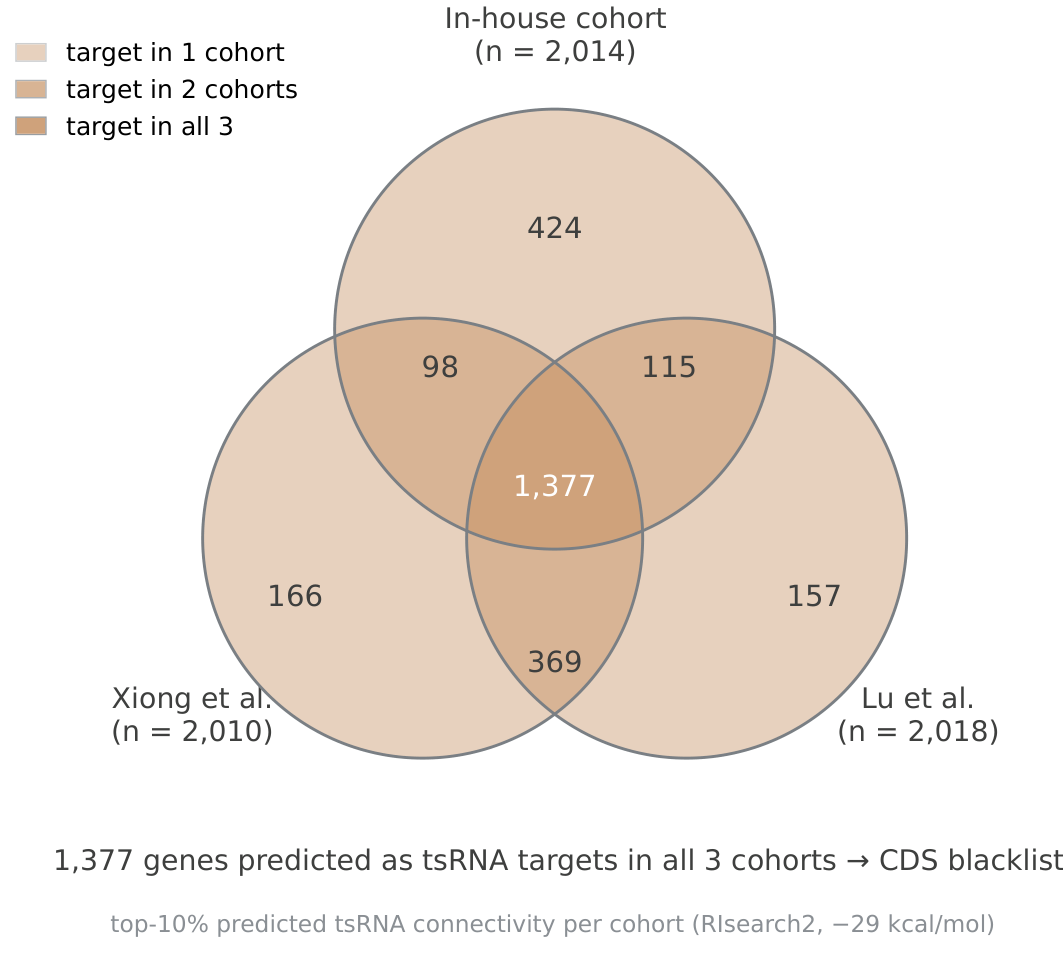 In-house cohort
(n = 2,014)
target in 1 cohort
target in 2 cohorts
target in all 3
424
98
115
1,377
166
157
369
Xiong et al.
(n = 2,010)
Lu et al.
(n = 2,018)
1,377 genes predicted as tsRNA targets in all 3 cohorts → CDS blacklist
top-10% predicted tsRNA connectivity per cohort (RIsearch2, −29 kcal/mol)